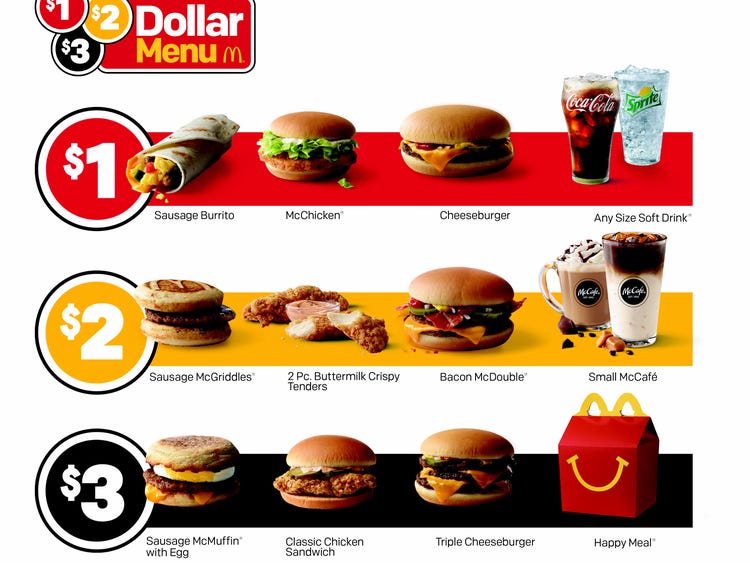 $1
$2
$3
Dollar
Menu
$1
Coca-Cola
Sprite
Sausage Burrito
McChicken®
Cheeseburger
Any Size Soft Drink®
$2
McCafé
McCafé
Sausage McGriddles®
2 Pc. Buttermilk Crispy
Tenders
Bacon McDouble®
Small McCafé
$3
Sausage McMuffin®
with Egg
Classic Chicken
Sandwich
Triple Cheeseburger
Happy Meal®